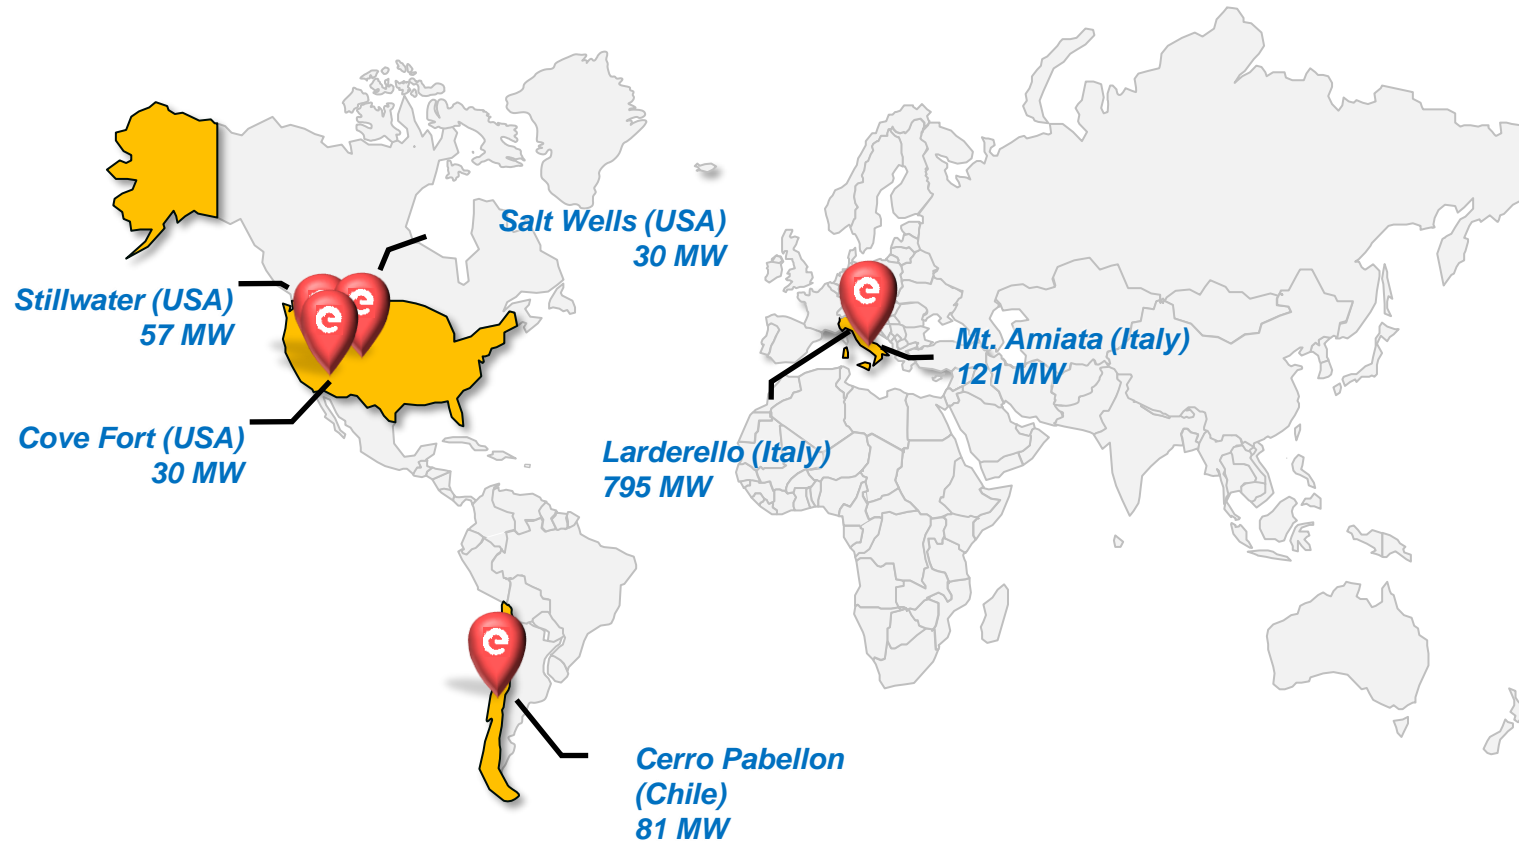 Salt Wells (USA)
30 MW
Stillwater (USA)
57 MW
Mt. Amiata (Italy)
121 MW
Cove Fort (USA)
30 MW
Larderello (Italy)
795 MW
Cerro Pabellon
(Chile)
81 MW